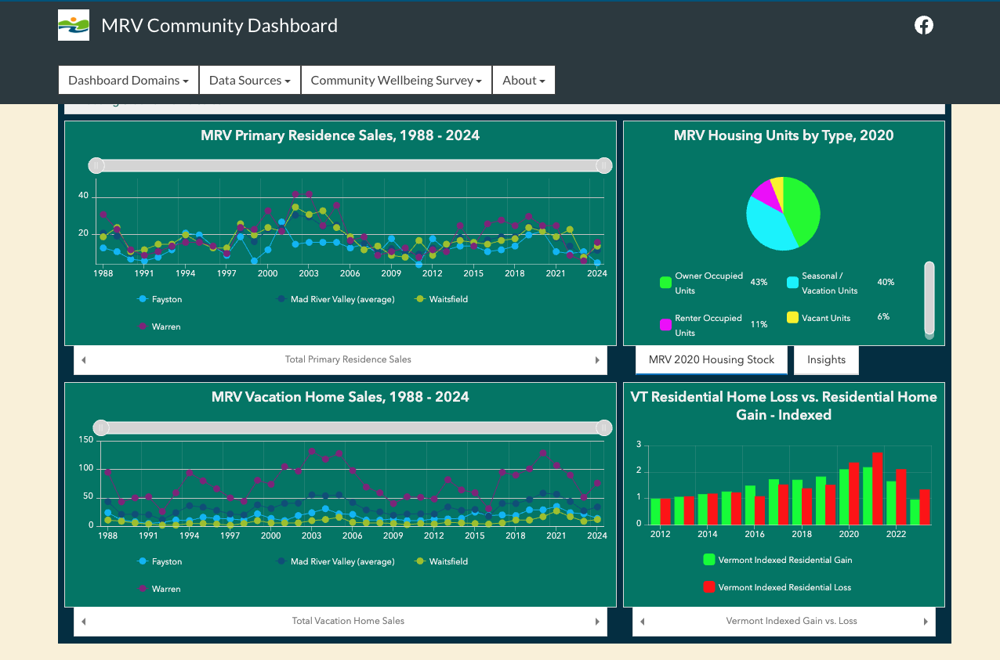 MRV Community Dashboard
Dashboard Domains
Data Sources
Community Wellbeing Survey
About
MRV Primary Residence Sales, 1988 - 2024
40
20
1988 1991 1994 1997 2000 2003 2006 2009 2012 2015 2018 2021 2024
Fayston
Mad River Valley (average)
Waitsfield
Warren
Total Primary Residence Sales
MRV Housing Units by Type, 2020
Owner Occupied
Units
43%
Seasonal /
Vacation Units
40%
Renter Occupied
Units
11%
Vacant Units
6%
MRV 2020 Housing Stock
Insights
MRV Vacation Home Sales, 1988 - 2024
150
100
50
0
1988 1991 1994 1997 2000 2003 2006 2009 2012 2015 2018 2021 2024
Fayston
Mad River Valley (average)
Waitsfield
Warren
Total Vacation Home Sales
VT Residential Home Loss vs. Residential Home
Gain - Indexed
3
2
1
0
2012 2014 2016 2018 2020 2022
Vermont Indexed Residential Gain
Vermont Indexed Residential Loss
Vermont Indexed Gain vs. Loss